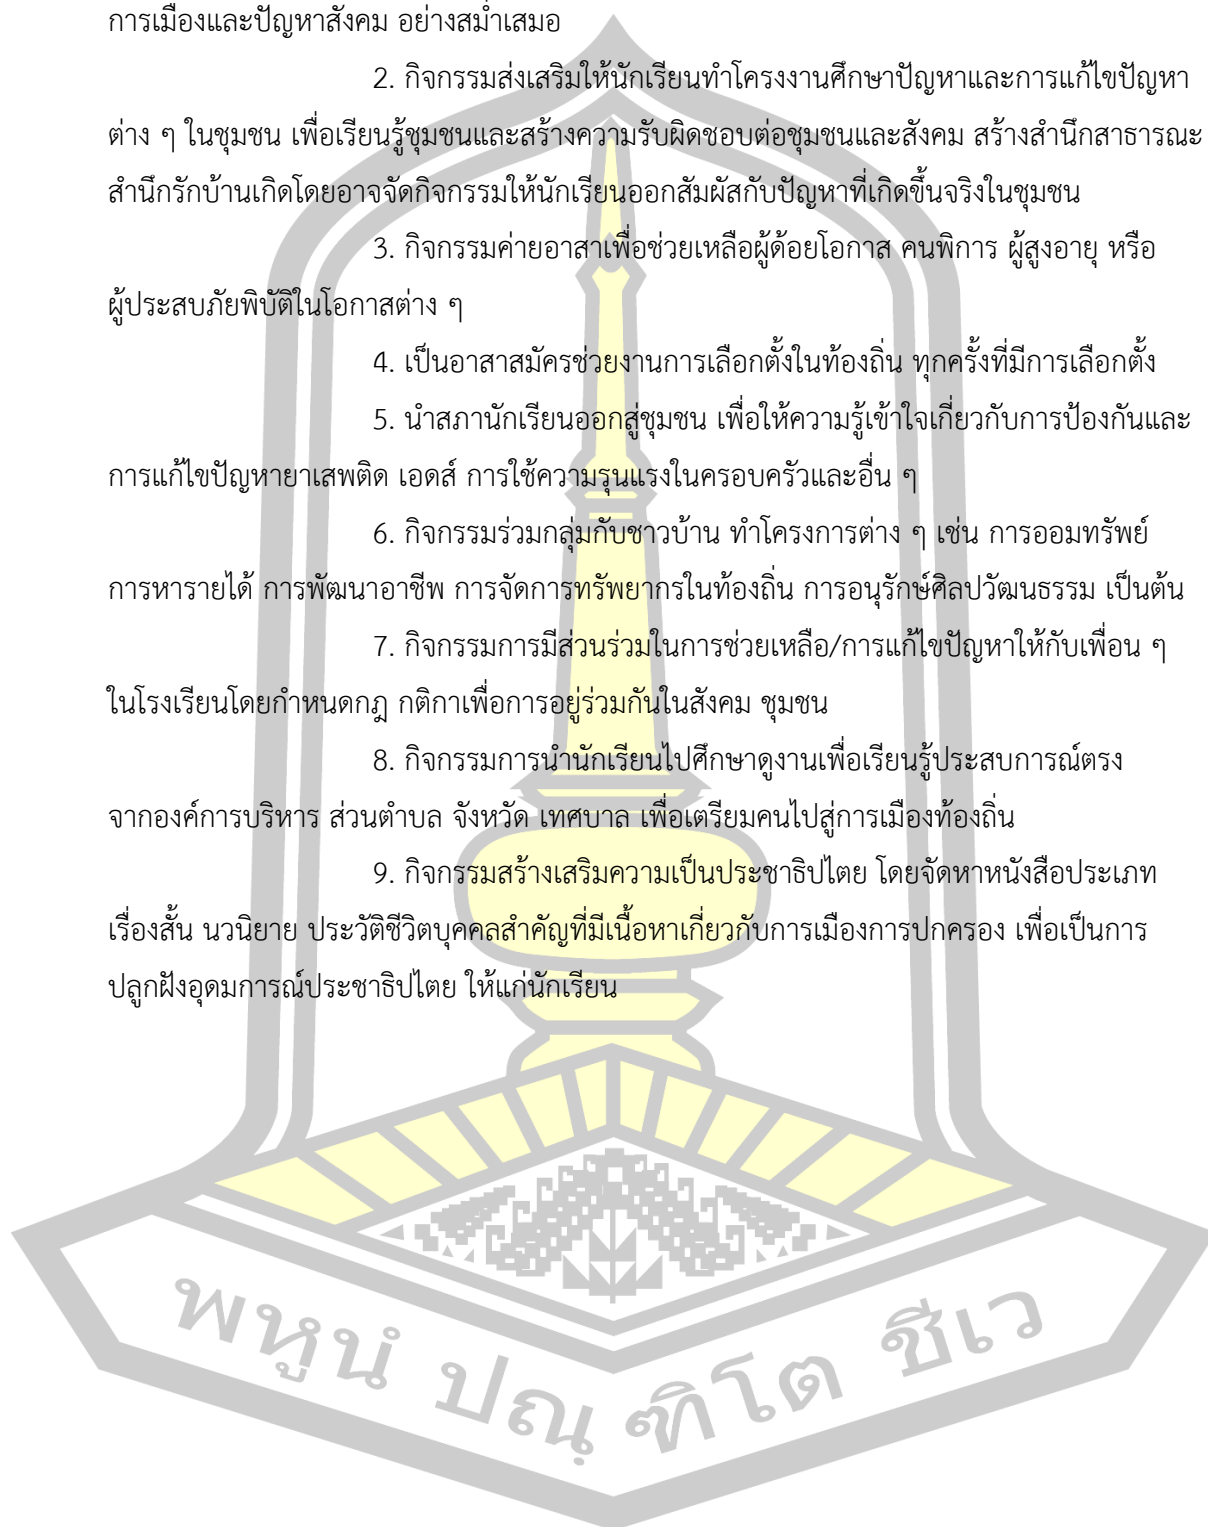 การเมืองและปัญหาสังคม อย่างสม่ำเสมอ
2. กิจกรรมส่งเสริมให้นักเรียนทำโครงงานศึกษาปัญหาและการแก้ไขปัญหา
ต่าง ๆ ในชุมชน เพื่อเรียนรู้ชุมชนและสร้างความรับผิดชอบต่อชุมชนและสังคม สร้างสำนึกสาธารณะ
สำนึกรักบ้านเกิดโดยอาจจัดกิจกรรมให้นักเรียนออกสัมผัสกับปัญหาที่เกิดขึ้นจริงในชุมชน
3. กิจกรรมค่ายอาสาเพื่อช่วยเหลือผู้ด้อยโอกาส คนพิการ ผู้สูงอายุ หรือ
ผู้ประสบภัยพิบัติในโอกาสต่าง ๆ
4. เป็นอาสาสมัครช่วยงานการเลือกตั้งในท้องถิ่น ทุกครั้งที่มีการเลือกตั้ง
5. นำสภานักเรียนออกสู่ชุมชน เพื่อให้ความรู้เข้าใจเกี่ยวกับการป้องกันและ
การแก้ไขปัญหายาเสพติด เอดส์ การใช้ความรุนแรงในครอบครัวและอื่น ๆ
6. กิจกรรมร่วมกลุ่มกับชาวบ้าน ทำโครงการต่าง ๆ เช่น การออมทรัพย์
การหารายได้ การพัฒนาอาชีพ การจัดการทรัพยากรในท้องถิ่น การอนุรักษ์ศิลปวัฒนธรรม เป็นต้น
7. กิจกรรมการมีส่วนร่วมในการช่วยเหลือ/การแก้ไขปัญหาให้กับเพื่อน ๆ
ในโรงเรียนโดยกำหนดกฎ กติกาเพื่อการอยู่ร่วมกันในสังคม ชุมชน
8. กิจกรรมการนำนักเรียนไปศึกษาดูงานเพื่อเรียนรู้ประสบการณ์ตรง
จากองค์การบริหาร ส่วนตำบล จังหวัด เทศบาล เพื่อเตรียมคนไปสู่การเมืองท้องถิ่น
9. กิจกรรมสร้างเสริมความเป็นประชาธิปไตย โดยจัดหาหนังสือประเภท
เรื่องสั้น นวนิยาย ประวัติชีวิตบุคคลสำคัญที่มีเนื้อหาเกี่ยวกับการเมืองการปกครอง เพื่อเป็นการ
ปลูกฝังอุดมการณ์ประชาธิปไตย ให้แก่นักเรียน
พหูนํ ปณฺฑิโต ชีเว